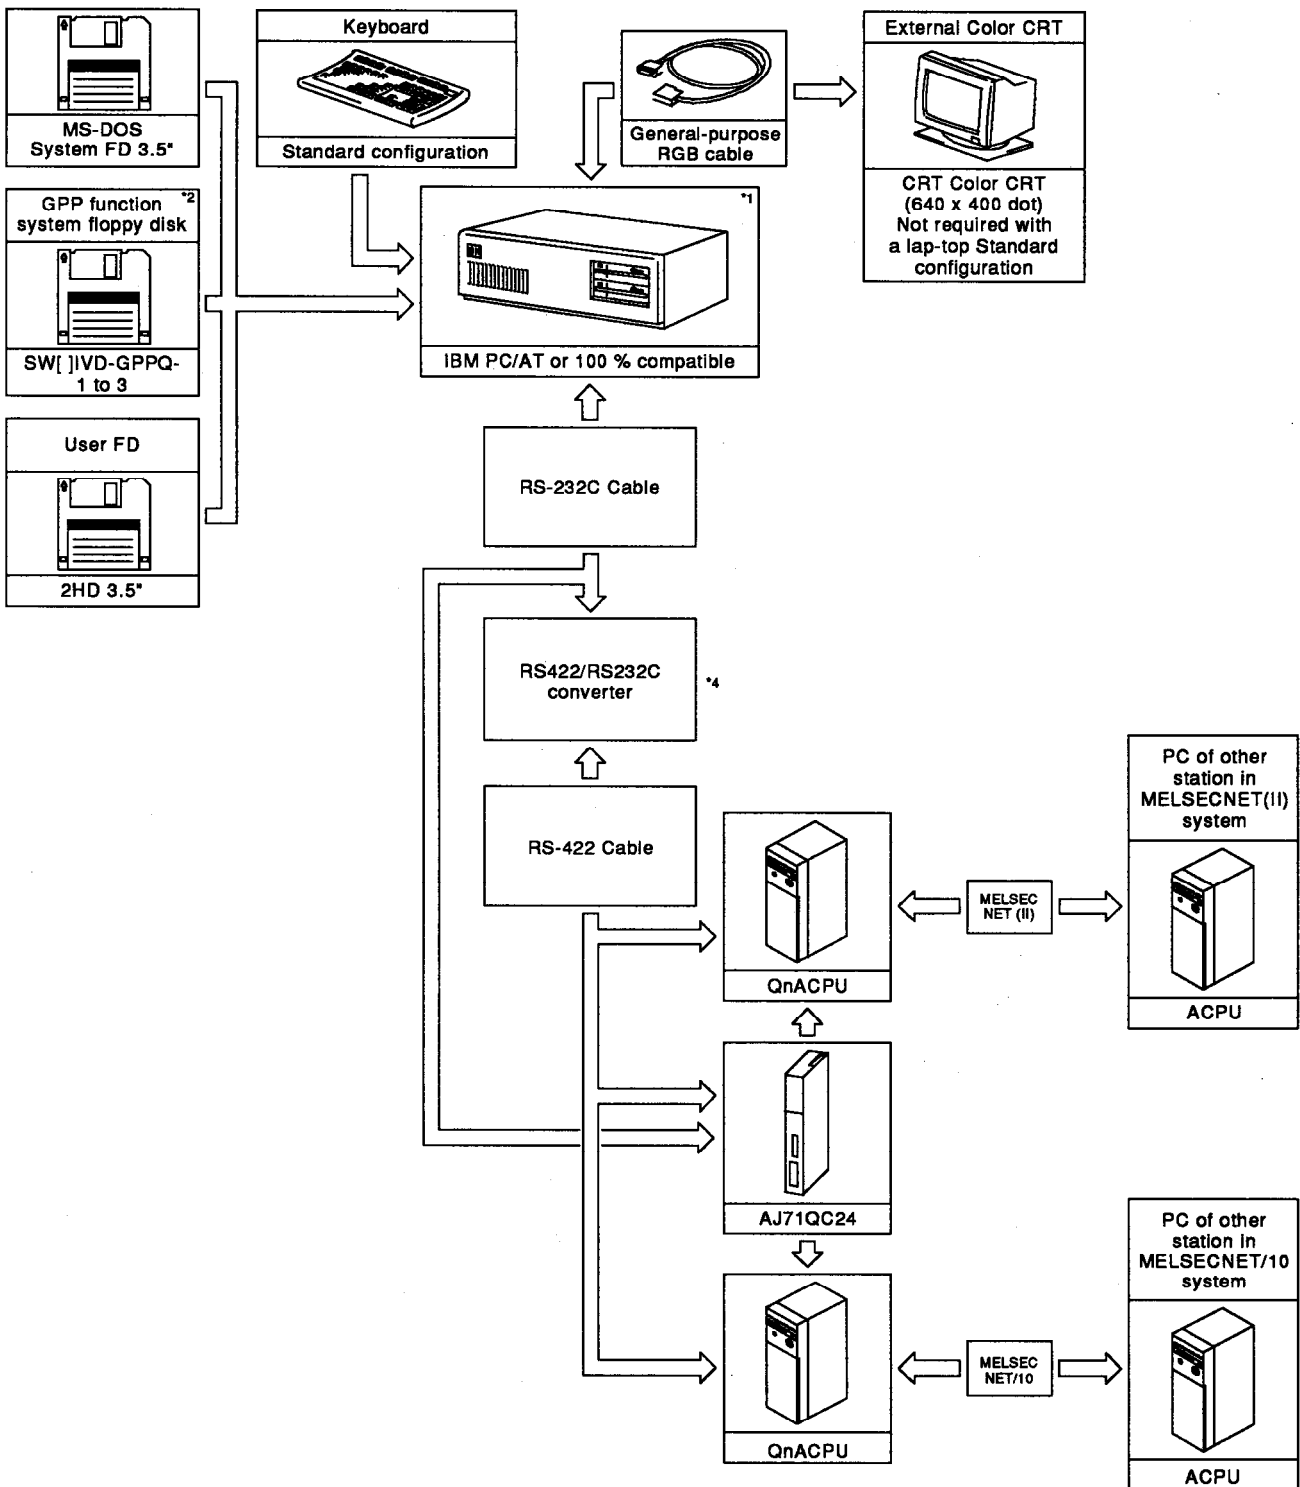 MS-DOS
System FD 3.5"
Keyboard
Standard configuration
General-purpose
RGB cable
External Color CRT
CRT Color CRT
(640 x 400 dot)
Not required with
a lap-top Standard
configuration
GPP function *2
system floppy disk
SW[ ]IVD-GPPQ-
1 to 3
*1
IBM PC/AT or 100 % compatible
User FD
2HD 3.5"
RS-232C Cable
RS422/RS232C
converter
*4
RS-422 Cable
QnACPU
MELSEC
NET (II)
PC of other
station in
MELSECNET(II)
system
ACPU
AJ71QC24
QnACPU
MELSEC
NET/10
PC of other
station in
MELSECNET/10
system
ACPU